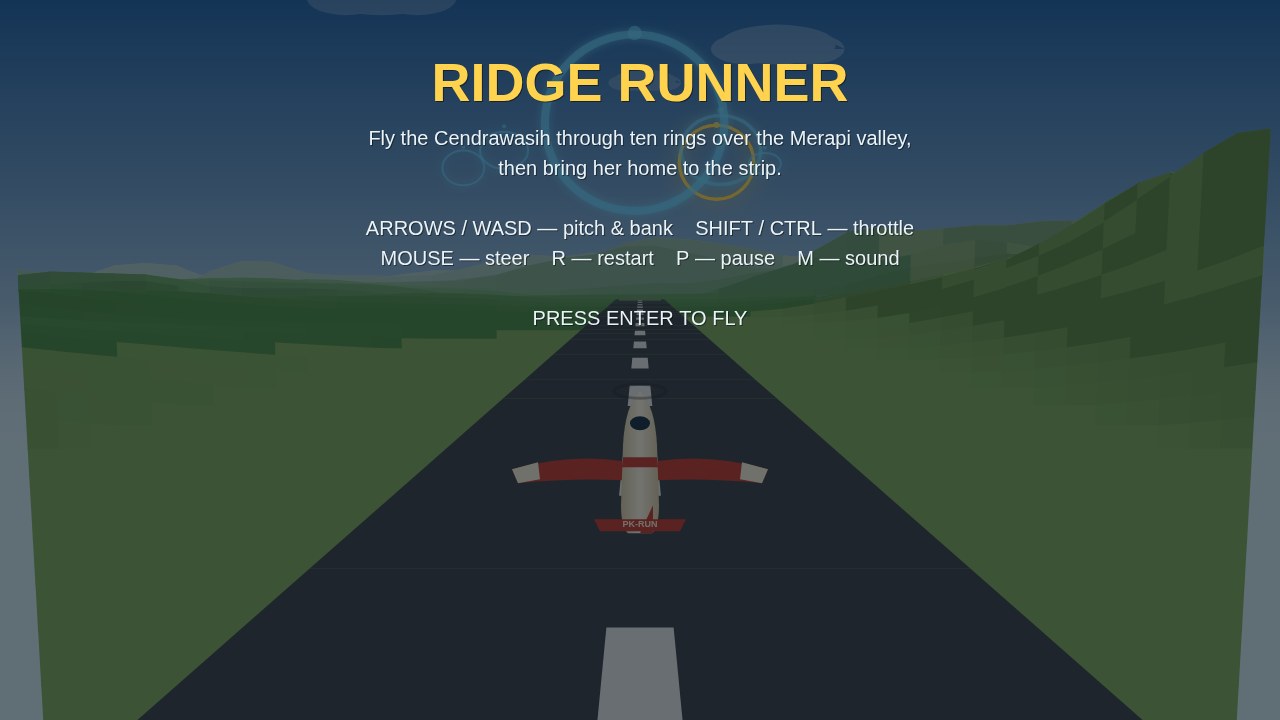 RIDGE RUNNER
Fly the Cendrawasih through ten rings over the Merapi valley,
then bring her home to the strip.
ARROWS / WASD — pitch & bank    SHIFT / CTRL — throttle
MOUSE — steer    R — restart    P — pause    M — sound
PRESS ENTER TO FLY
PK-RUN